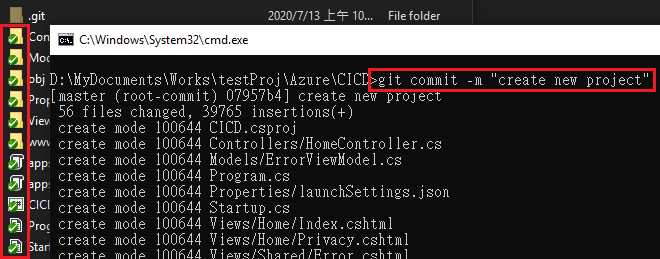 .git 2020/7/13 上午 10... File folder
Con
Mod
obj
Prop
View
www
apps
apps
CICD
Prog
Start
C:\Windows\System32\cmd.exe
D:\MyDocuments\Works\testProj\Azure\CICD>git commit -m "create new project"
[master (root-commit) 07957b4] create new project
56 files changed, 39765 insertions(+)
create mode 100644 CICD.csproj
create mode 100644 Controllers/HomeController.cs
create mode 100644 Models/ErrorViewModel.cs
create mode 100644 Program.cs
create mode 100644 Properties/launchSettings.json
create mode 100644 Startup.cs
create mode 100644 Views/Home/Index.cshtml
create mode 100644 Views/Home/Privacy.cshtml
create mode 100644 Views/Shared/Error.cshtml